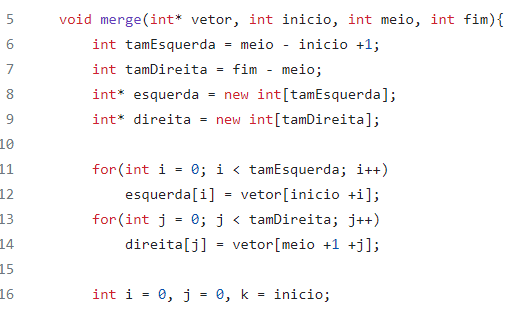 5 void merge(int* vetor, int inicio, int meio, int fim){
6 int tamEsquerda = meio - inicio +1;
7 int tamDireita = fim - meio;
8 int* esquerda = new int[tamEsquerda];
9 int* direita = new int[tamDireita];
10
11 for(int i = 0; i < tamEsquerda; i++)
12 esquerda[i] = vetor[inicio +i];
13 for(int j = 0; j < tamDireita; j++)
14 direita[j] = vetor[meio +1 +j];
15
16 int i = 0, j = 0, k = inicio;